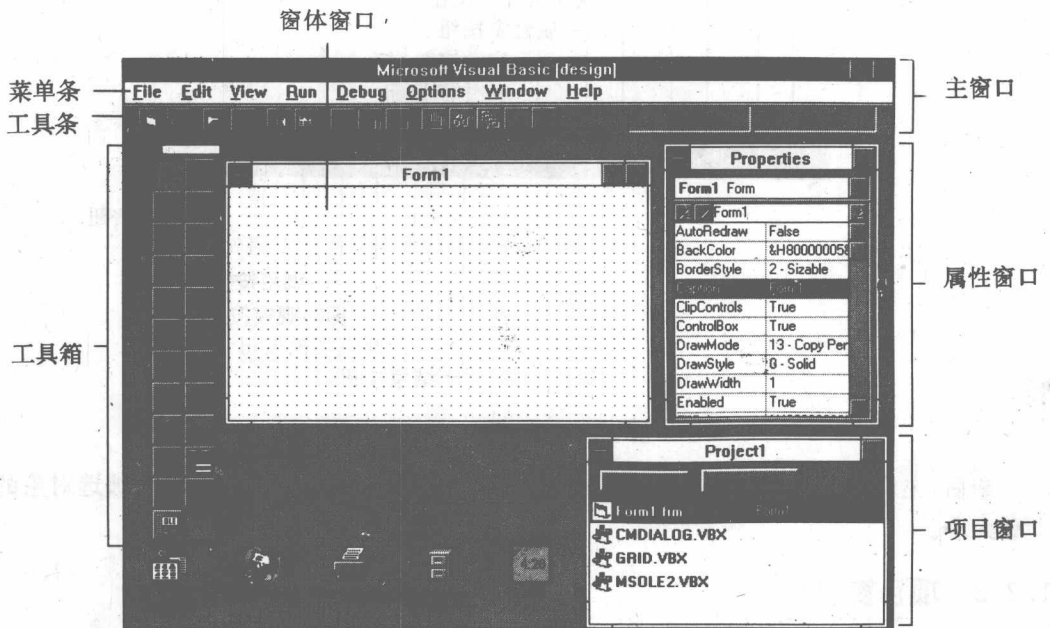 窗体窗口
Microsoft Visual Basic [design]
菜单条
File Edit View Run Debug Options Window Help
主窗口
工具条
Form1
Properties
Form1 Form
Form1
AutoRedraw False
BackColor &H80000005&
BorderStyle 2 - Sizable
Caption Form1
ClipControls True
ControlBox True
DrawMode 13 - Copy Pen
DrawStyle 0 - Solid
DrawWidth 1
Enabled True
属性窗口
工具箱
Project1
Form1.frm Form1
CMDIALOG.VBX
GRID.VBX
MSOLE2.VBX
项目窗口